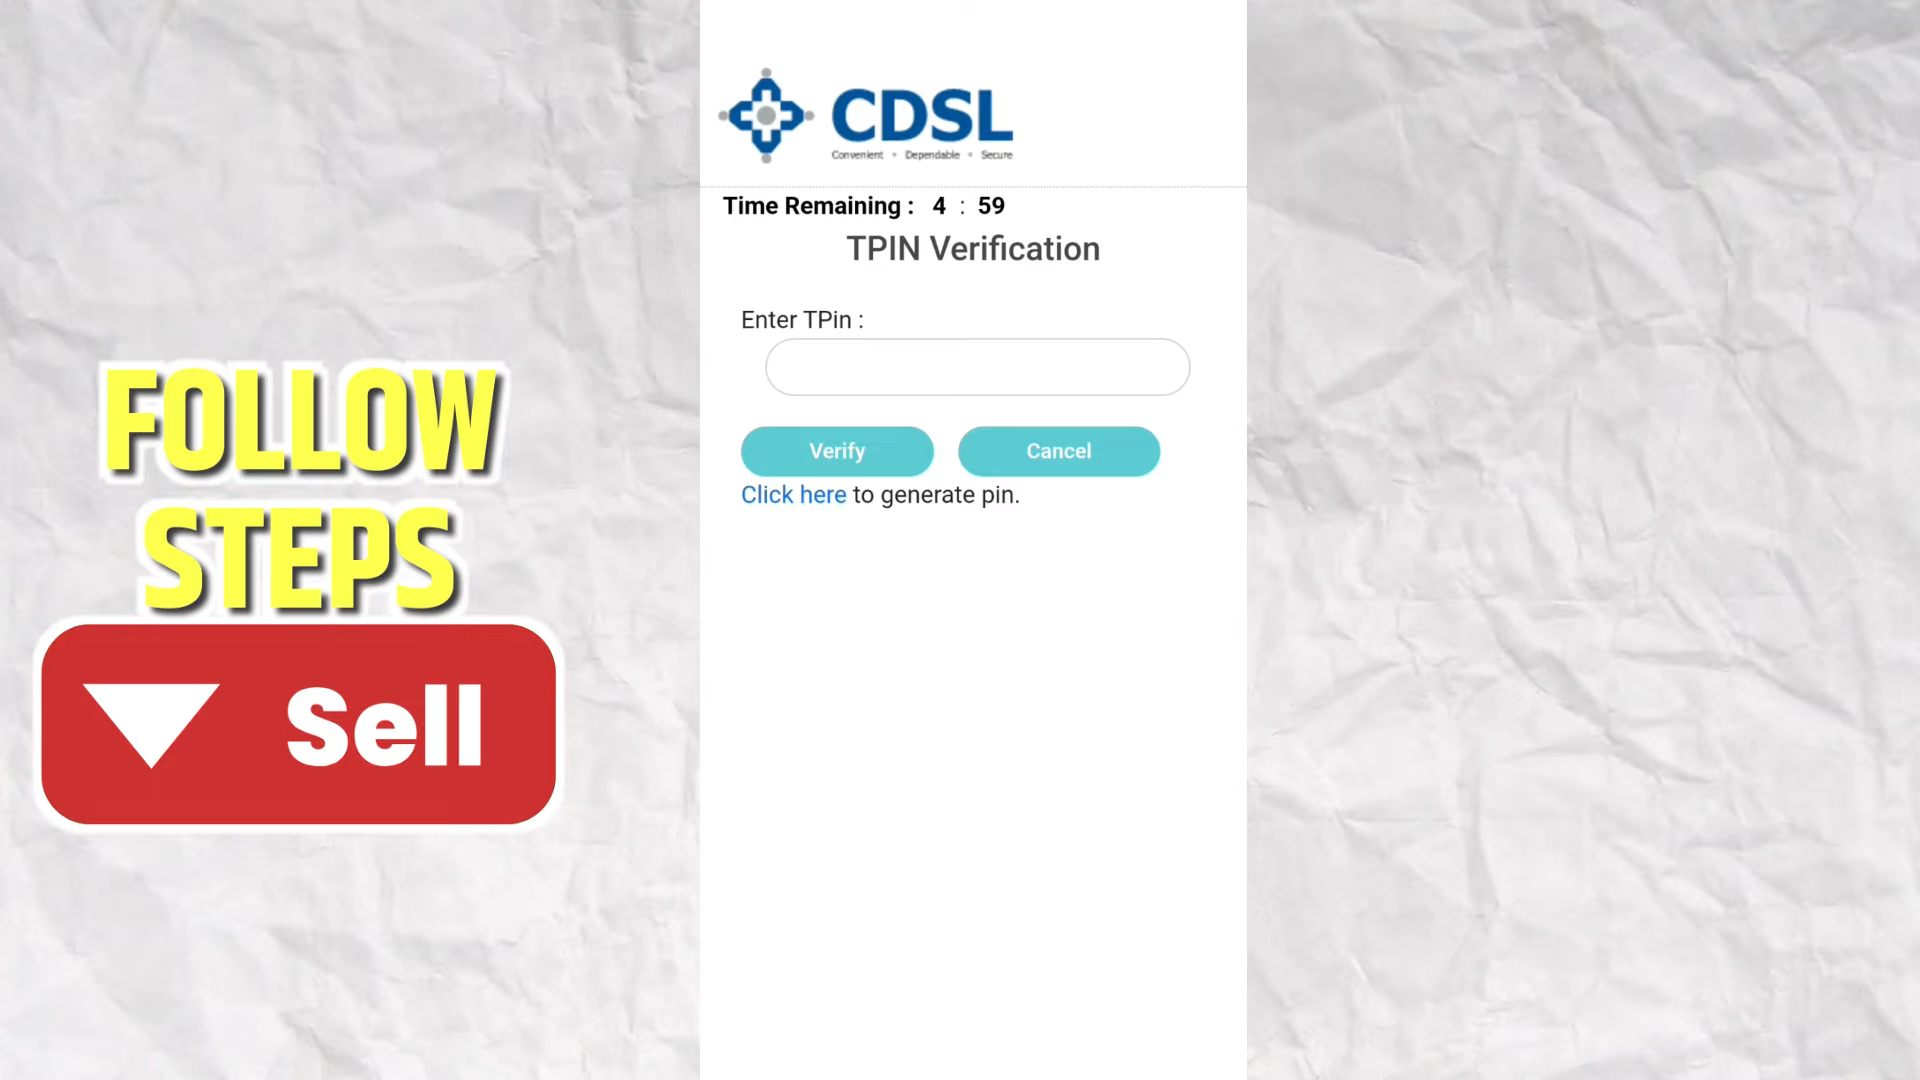 FOLLOW
STEPS
Sell
CDSL
Convenient • Dependable • Secure
Time Remaining : 4 : 59
TPIN Verification
Enter TPin :
Verify Cancel
Click here to generate pin.